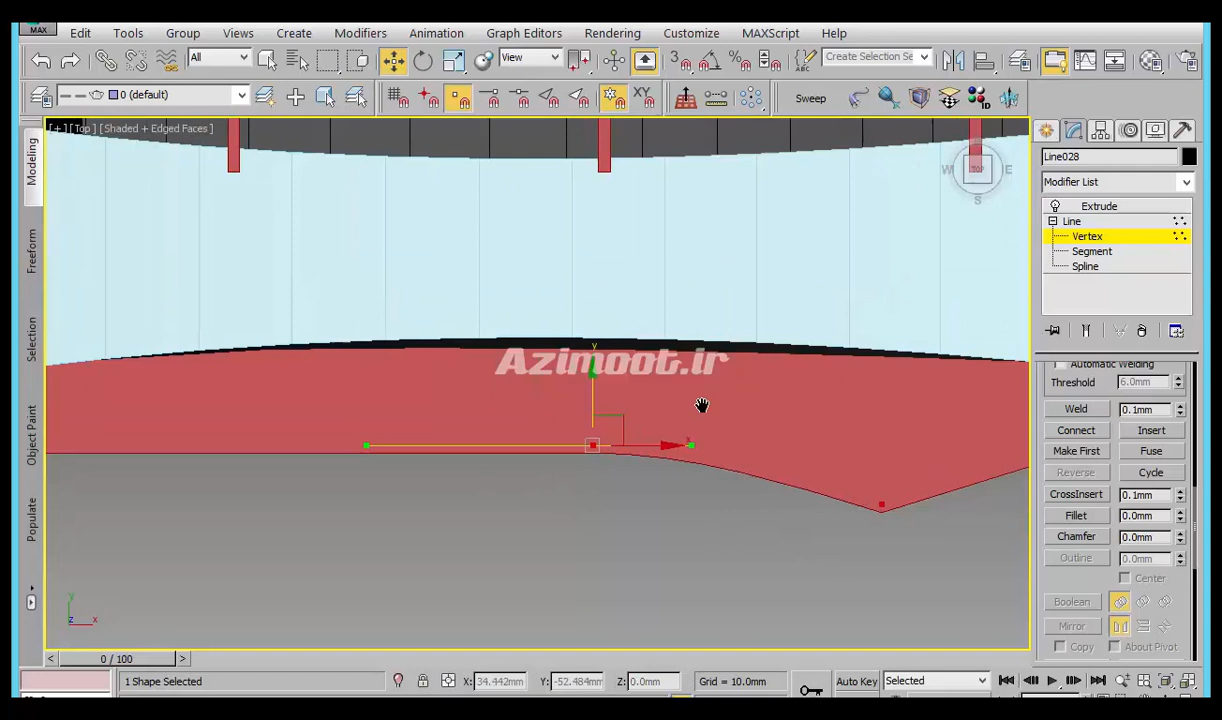 MAX Edit Tools Group Views Create Modifiers Animation Graph Editors Rendering Customize MAXScript Help
All View Create Selection Se
0 (default) XY Sweep
[+] [Top] [Shaded + Edged Faces]
W TOP E
S
Modeling
Freeform
Selection
Object Paint
Populate
Azimoot.ir
y
x
y
z x
Line028
Modifier List
Extrude
Line
Vertex
Segment
Spline
Automatic Welding
Threshold 6.0mm
Weld 0.1mm
Connect Insert
Make First Fuse
Reverse Cycle
CrossInsert 0.1mm
Fillet 0.0mm
Chamfer 0.0mm
Outline 0.0mm
Center
Boolean
Mirror
Copy About Pivot
< 0 / 100 >
1 Shape Selected X: 34.442mm Y: -52.484mm Z: 0.0mm Grid = 10.0mm Auto Key Selected